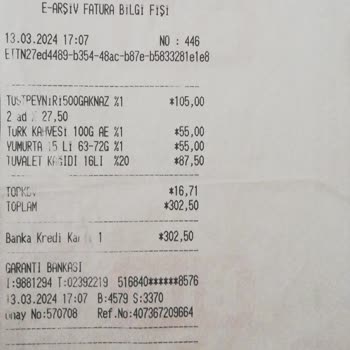 E-ARŞİV FATURA BİLGİ FİŞİ
13.03.2024 17:07 NO : 446
ETTN27ed4489-b354-48ac-b87e-b5833281e1e8
500GAKNAZ %1 *105,00
2 ad X 27,50
TÜRK KAHVESİ 100G AE %1 *55,00
YUMURTA 15 Lİ 63-72G %1 *55,00
TUVALET KAĞIDI 16LI %20 *87,50
TOPKDV *16,71
TOPLAM *302,50
Banka Kredi Kartı 1 *302,50
GARANTİ BANKASI
I:9881294 T:02392219 516840******8576
13.03.2024 17:07 B:4579 S:3370
Onay No:570708 Ref.No:407367209664